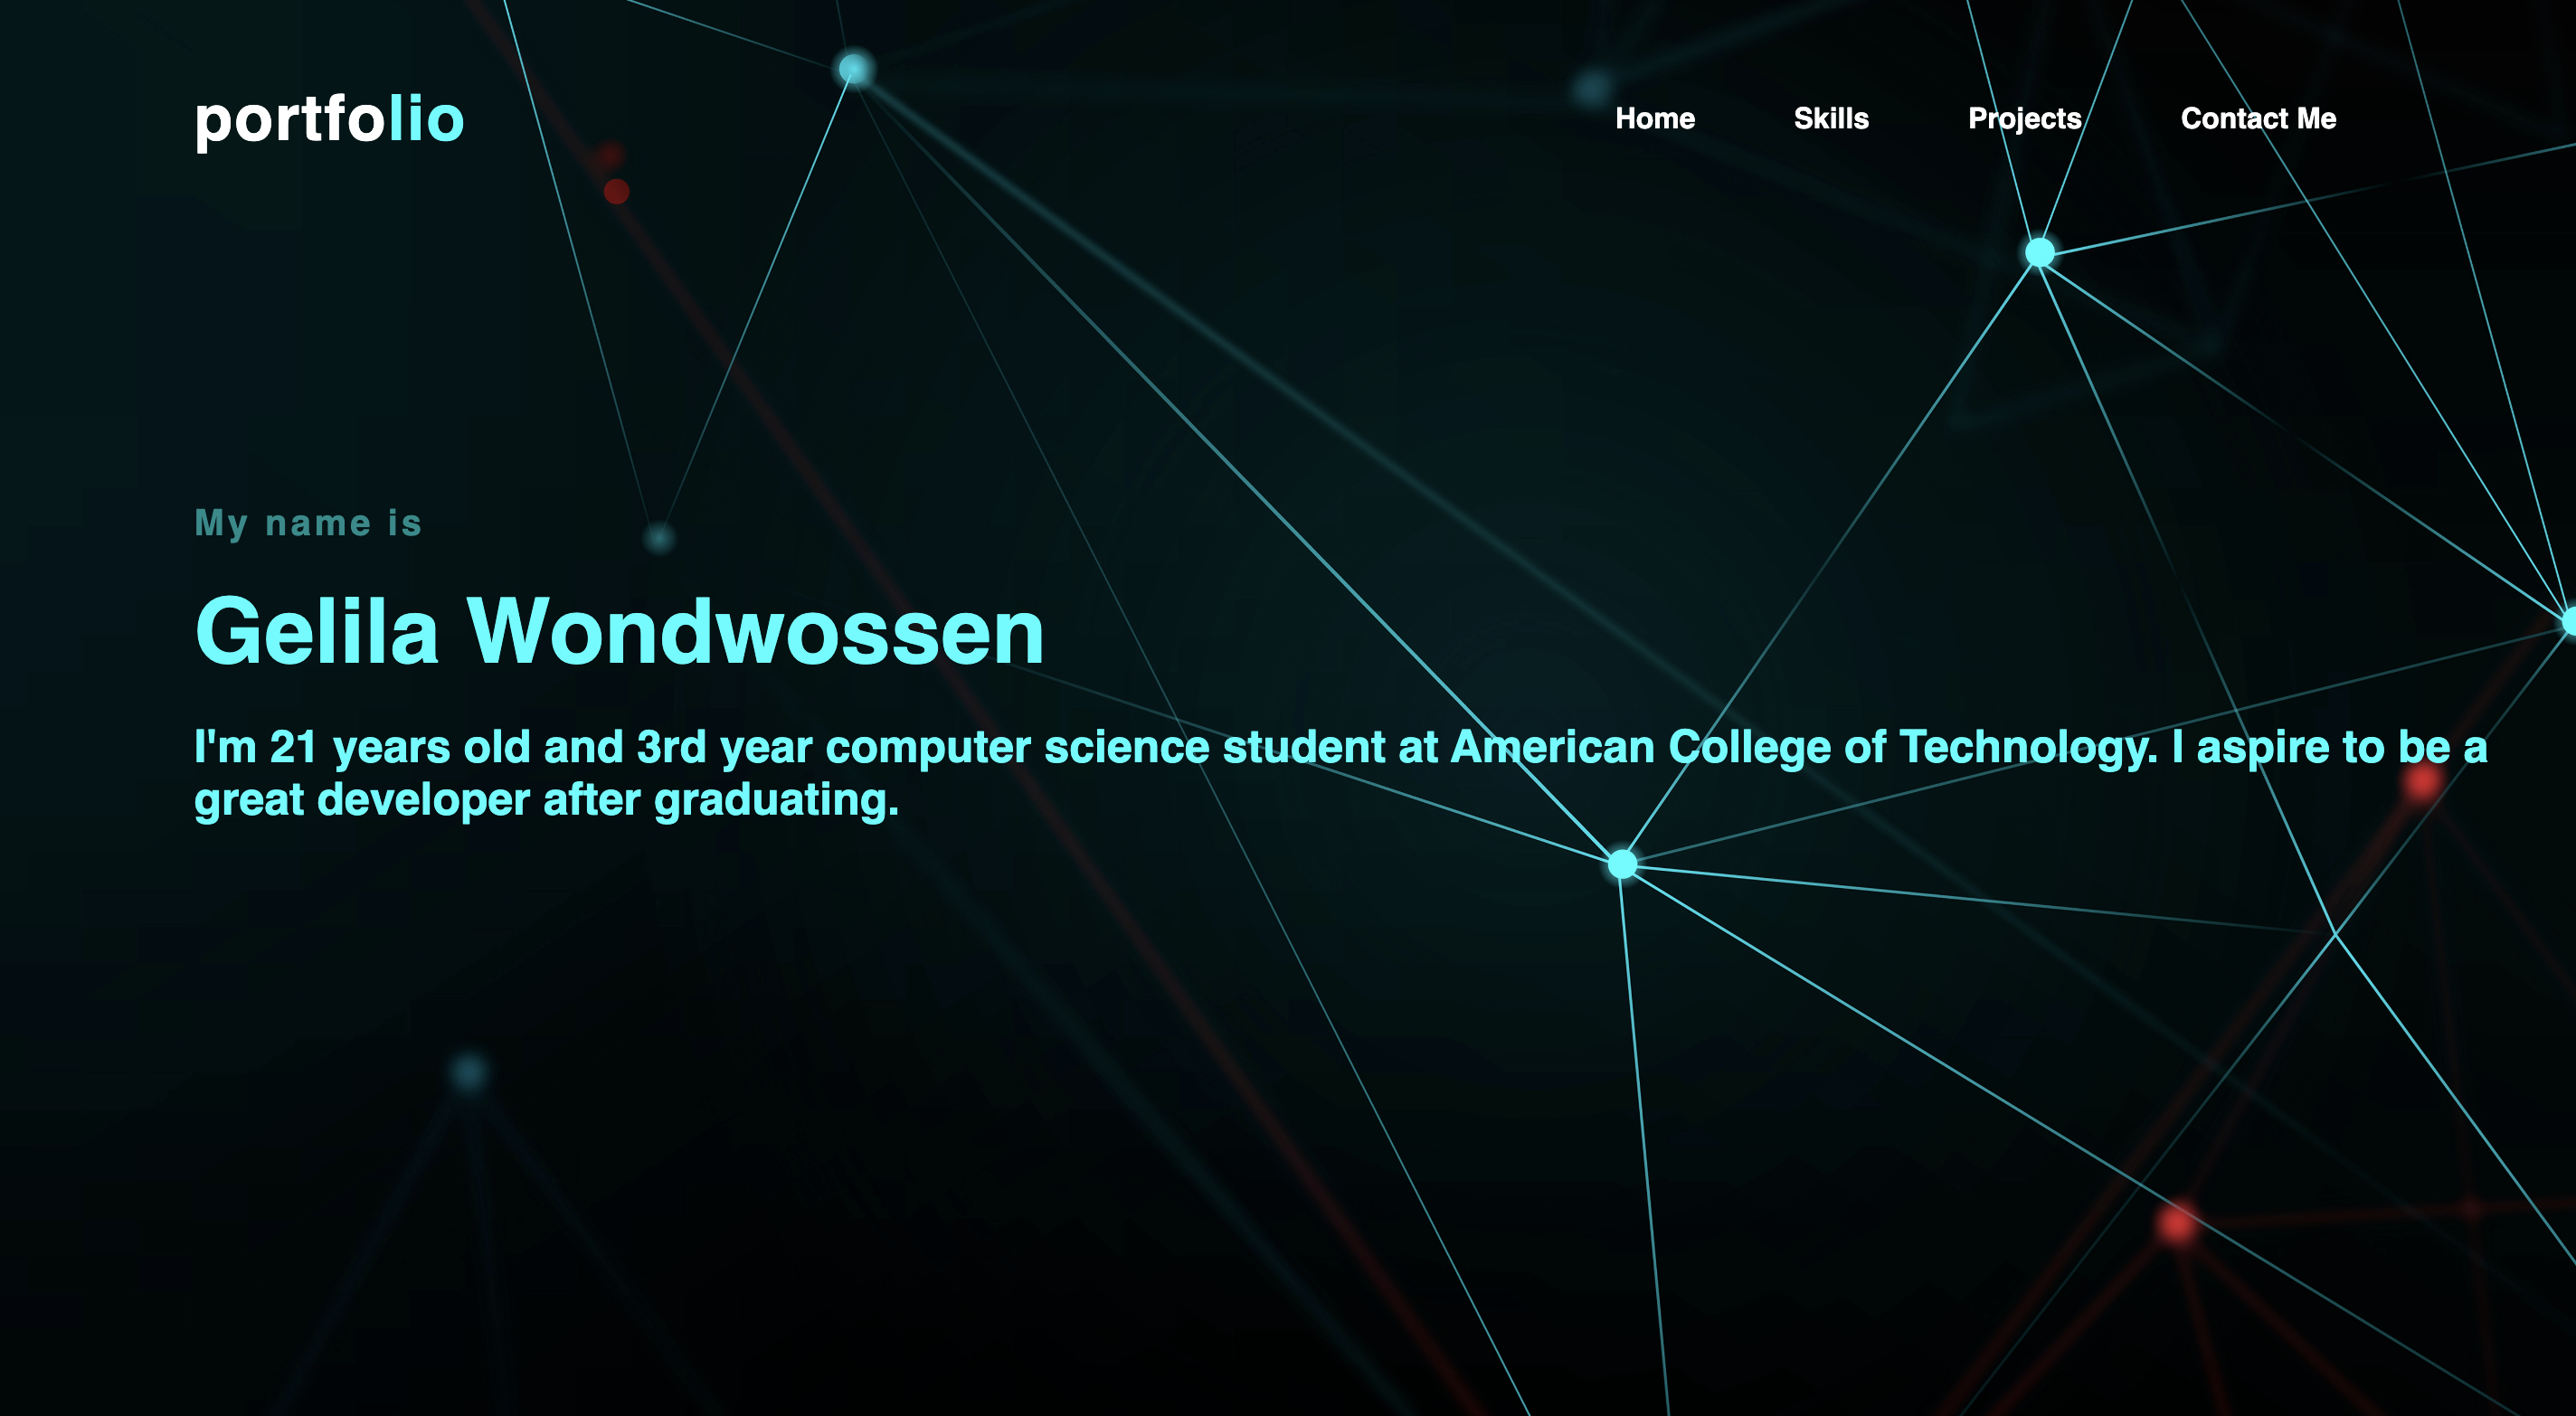 portfolio
Home Skills Projects Contact Me
My name is
Gelila Wondwossen
I'm 21 years old and 3rd year computer science student at American College of Technology. I aspire to be a
great developer after graduating.